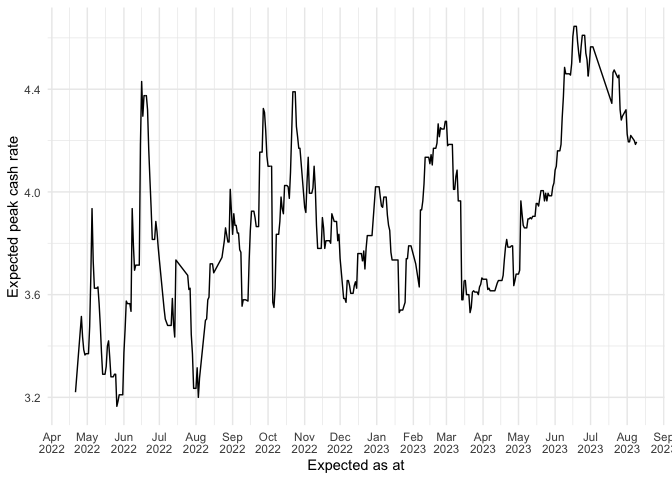 Expected peak cash rate
4.4
4.0
3.6
3.2
Apr May Jun Jul Aug Sep Oct Nov Dec Jan Feb Mar Apr May Jun Jul Aug Sep
2022 2022 2022 2022 2022 2022 2022 2022 2022 2023 2023 2023 2023 2023 2023 2023 2023 202
Expected as at